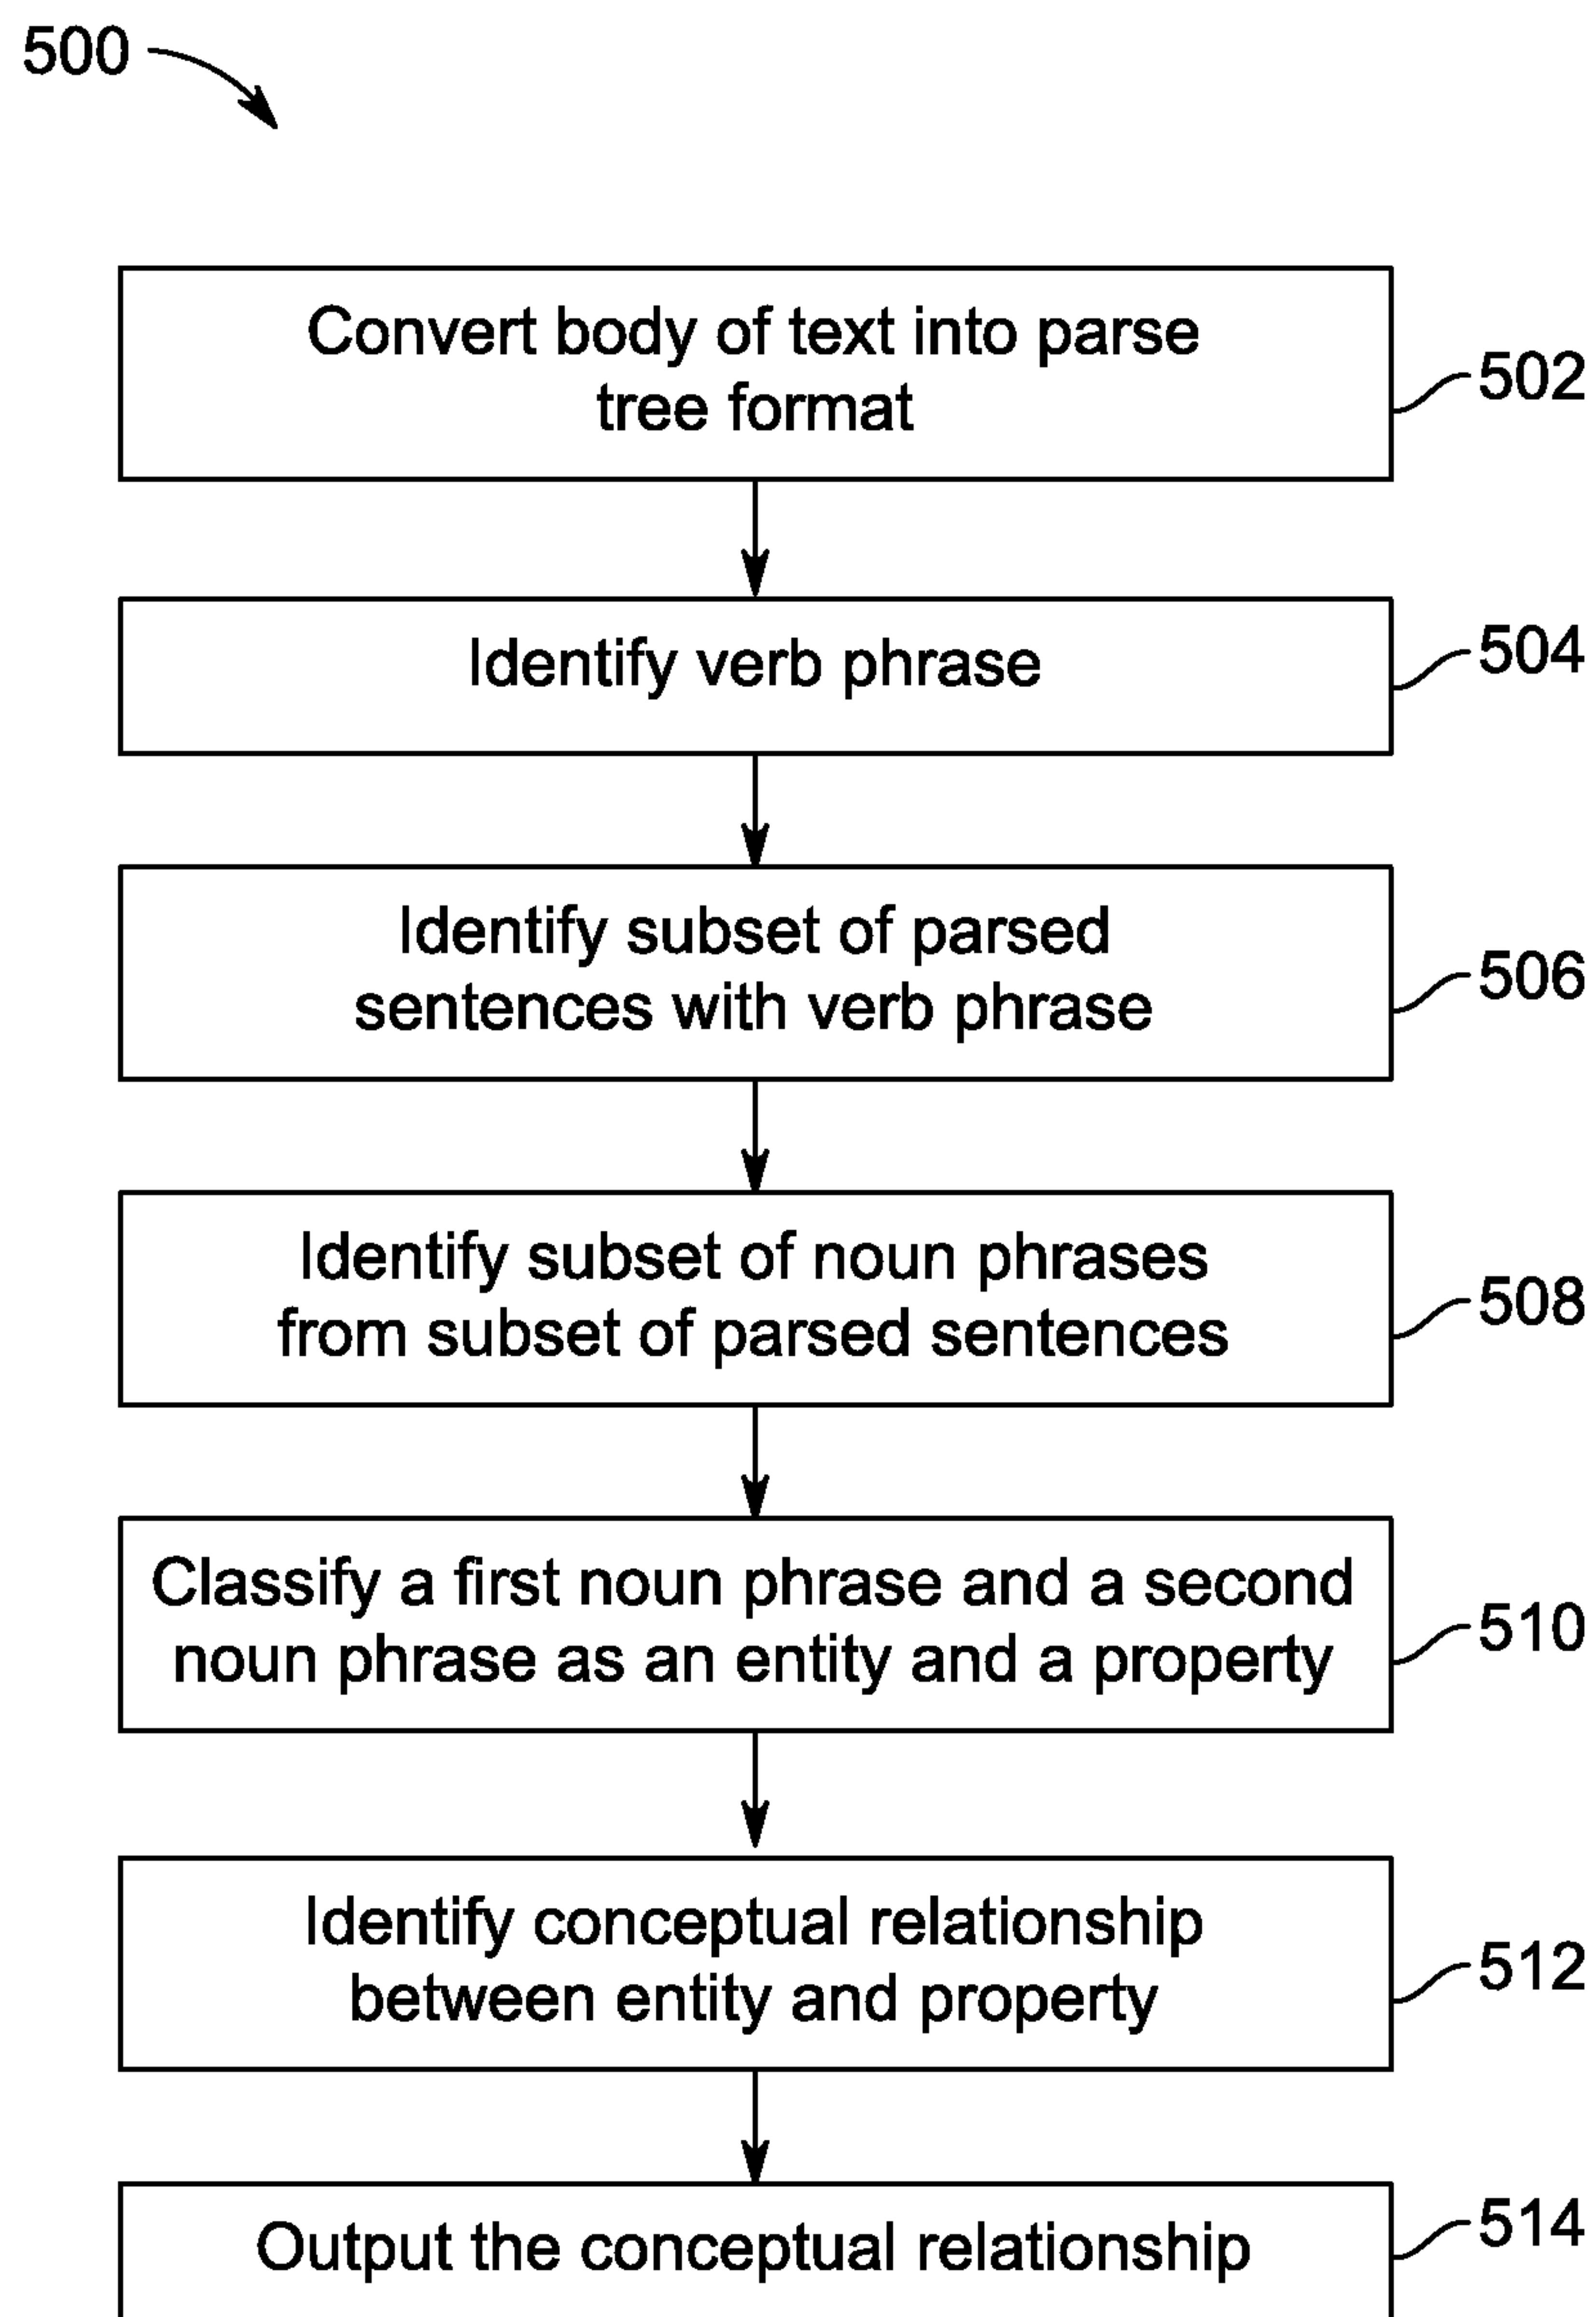 500
Convert body of text into parse
tree format
502
Identify verb phrase
504
Identify subset of parsed
sentences with verb phrase
506
Identify subset of noun phrases
from subset of parsed sentences
508
Classify a first noun phrase and a second
noun phrase as an entity and a property
510
Identify conceptual relationship
between entity and property
512
Output the conceptual relationship
514